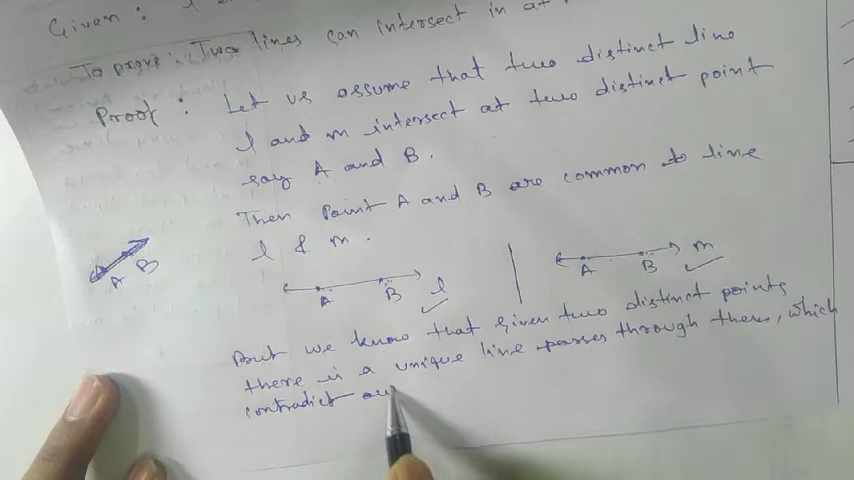 Given : l
To prove : Two lines can intersect in at
Proof : Let us assume that two distinct line
l and m intersect at two distinct point
say A and B.
Then Point A and B are common to line
l & m.
A B
A B l
A B m
But we know that given two distinct points
there is a unique line passes through them, which
contradict ou